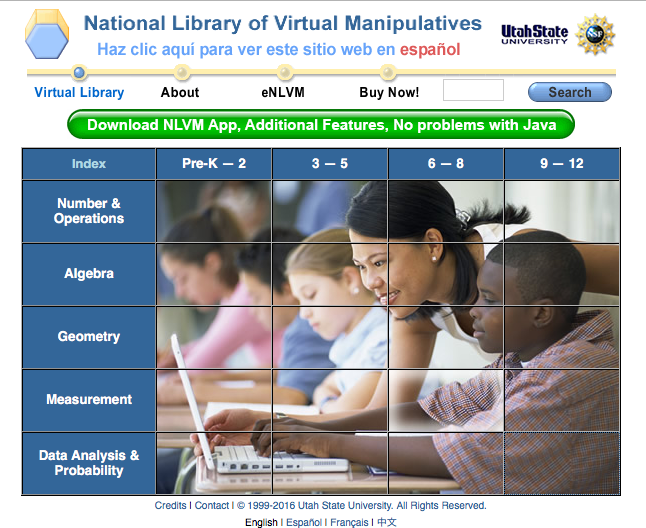 National Library of Virtual Manipulatives
Haz clic aquí para ver este sitio web en español
UtahState
UNIVERSITY
NSF
Virtual Library
About
eNLVM
Buy Now!
Search
Download NLVM App, Additional Features, No problems with Java
Index
Pre-K — 2
3 — 5
6 — 8
9 — 12
Number &
Operations
Algebra
Geometry
Measurement
Data Analysis &
Probability
Credits | Contact | © 1999-2016 Utah State University. All Rights Reserved.
English | Español | Français | 中文